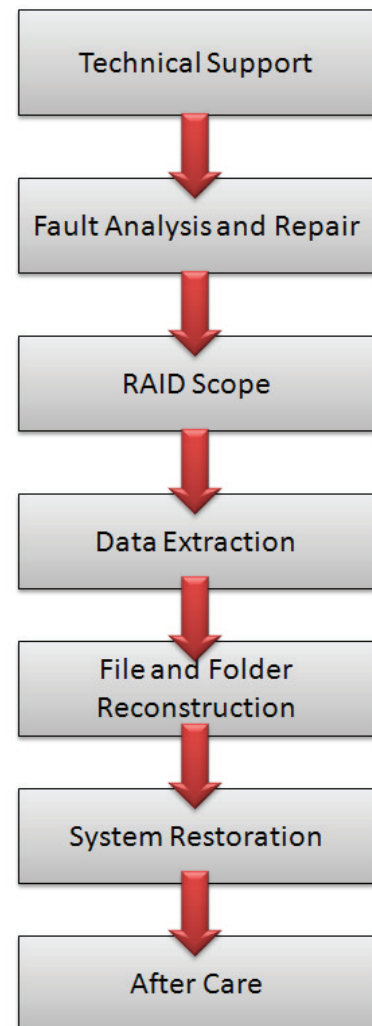 Technical Support
Fault Analysis and Repair
RAID Scope
Data Extraction
File and Folder
Reconstruction
System Restoration
After Care